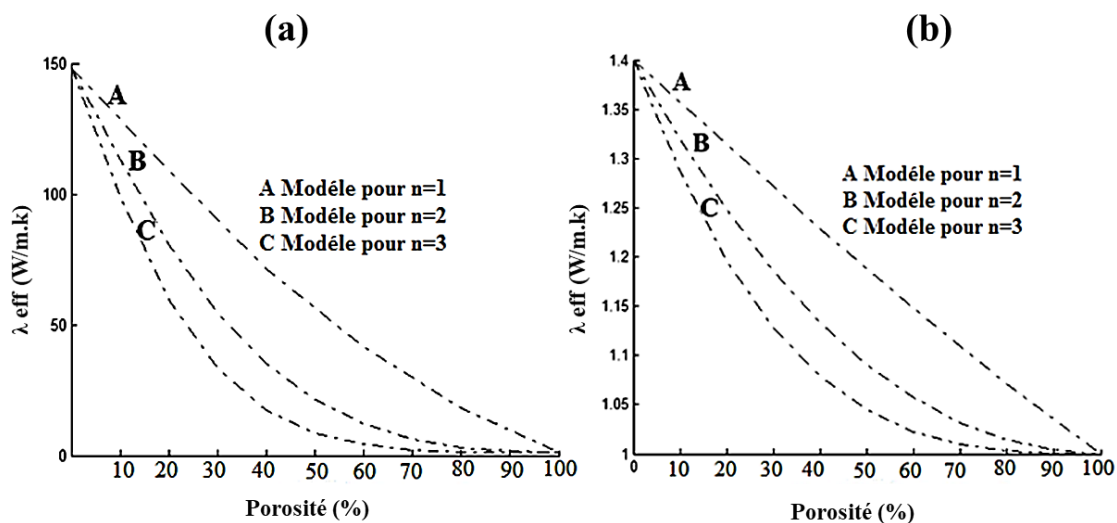 (a)
150
100
50
0
λ eff (W/m.k)
A
B
C
A Modéle pour n=1
B Modéle pour n=2
C Modéle pour n=3
10 20 30 40 50 60 70 80 90 100
Porosité (%)
(b)
1.4
1.35
1.3
1.25
1.2
1.15
1.1
1.05
1
λ eff (W/m.k)
A
B
C
A Modéle pour n=1
B Modéle pour n=2
C Modéle pour n=3
0 10 20 30 40 50 60 70 80 90 100
Porosité (%)